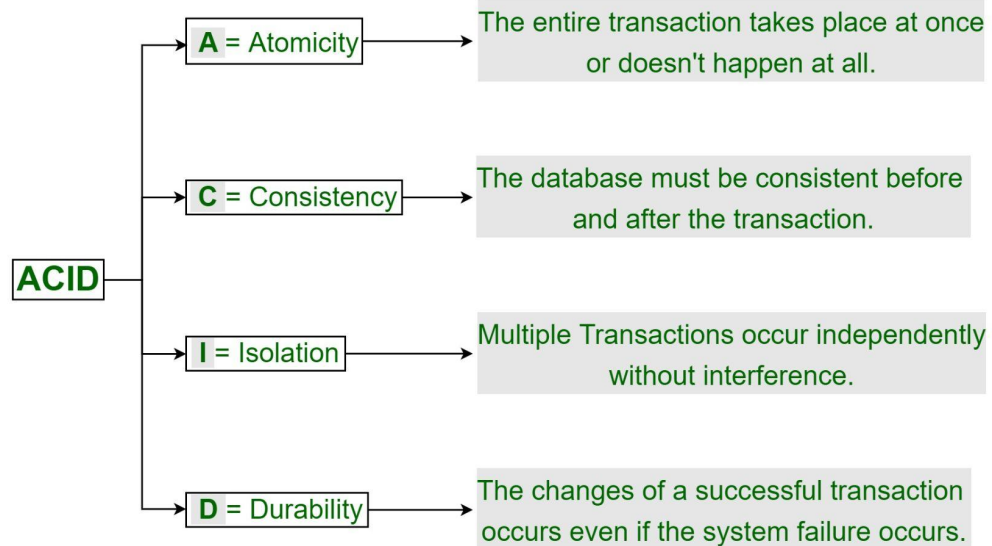 A = Atomicity
The entire transaction takes place at once
or doesn't happen at all.
C = Consistency
The database must be consistent before
and after the transaction.
ACID
I = Isolation
Multiple Transactions occur independently
without interference.
D = Durability
The changes of a successful transaction
occurs even if the system failure occurs.